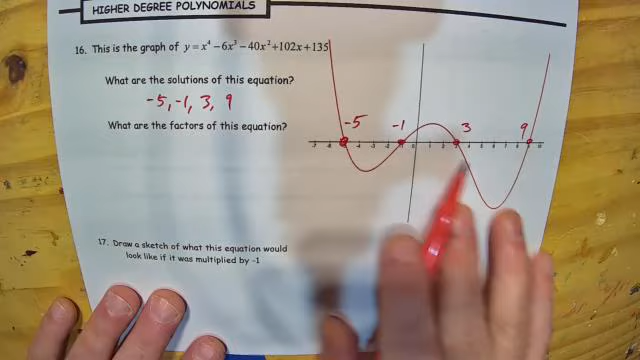 HIGHER DEGREE POLYNOMIALS
16. This is the graph of y = x⁴ − 6x³ − 40x² + 102x + 135
What are the solutions of this equation?
-5, -1, 3, 9
What are the factors of this equation?
-5 -1 3 9
17. Draw a sketch of what this equation would
look like if it was multiplied by -1